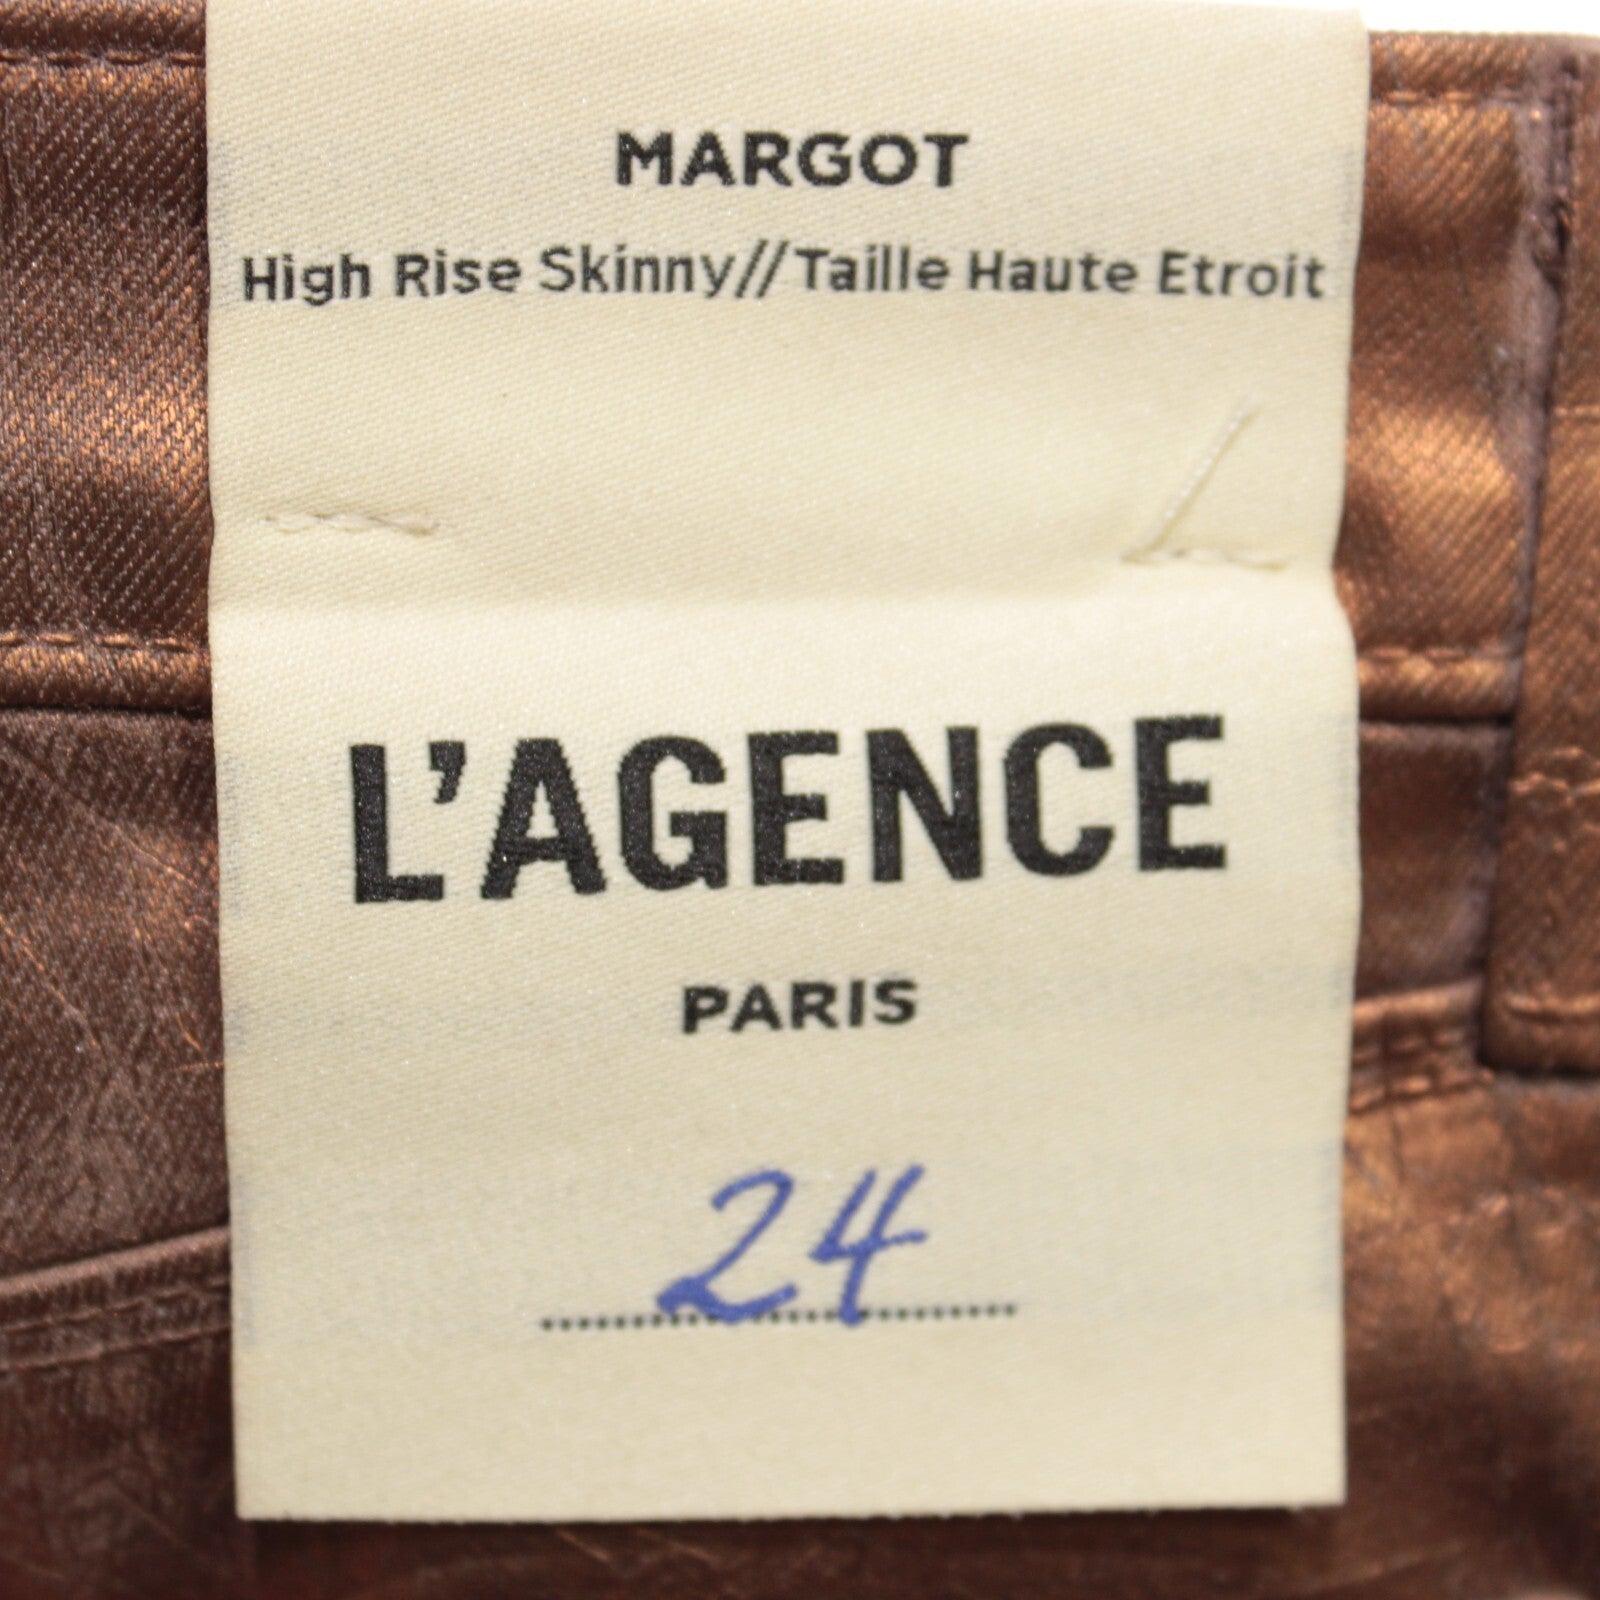 MARGOT
High Rise Skinny//Taille Haute Etroit
L'AGENCE
PARIS
24